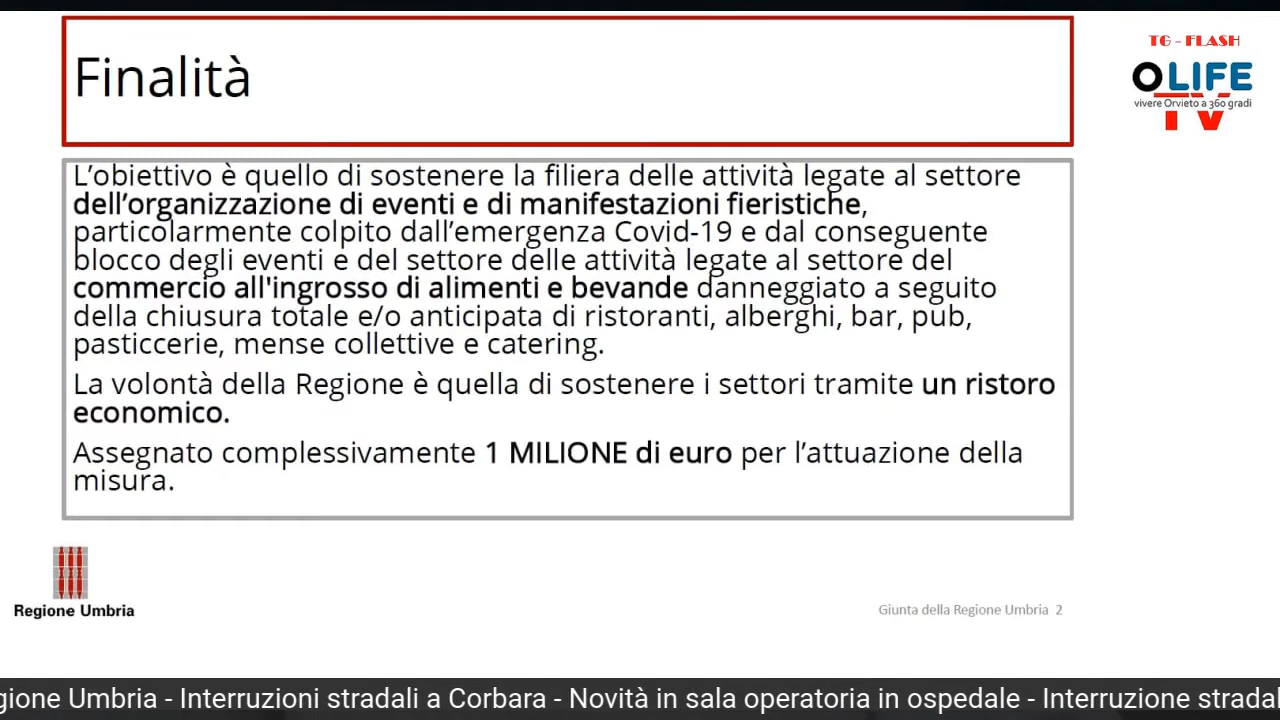 TG - FLASH
OLIFE
vivere Orvieto a 360 gradi
TV
Finalità
L’obiettivo è quello di sostenere la filiera delle attività legate al settore
dell’organizzazione di eventi e di manifestazioni fieristiche,
particolarmente colpito dall’emergenza Covid-19 e dal conseguente
blocco degli eventi e del settore delle attività legate al settore del
commercio all'ingrosso di alimenti e bevande danneggiato a seguito
della chiusura totale e/o anticipata di ristoranti, alberghi, bar, pub,
pasticcerie, mense collettive e catering.
La volontà della Regione è quella di sostenere i settori tramite un ristoro
economico.
Assegnato complessivamente 1 MILIONE di euro per l’attuazione della
misura.
Regione Umbria
Giunta della Regione Umbria 2
gione Umbria - Interruzioni stradali a Corbara - Novità in sala operatoria in ospedale - Interruzione stradal